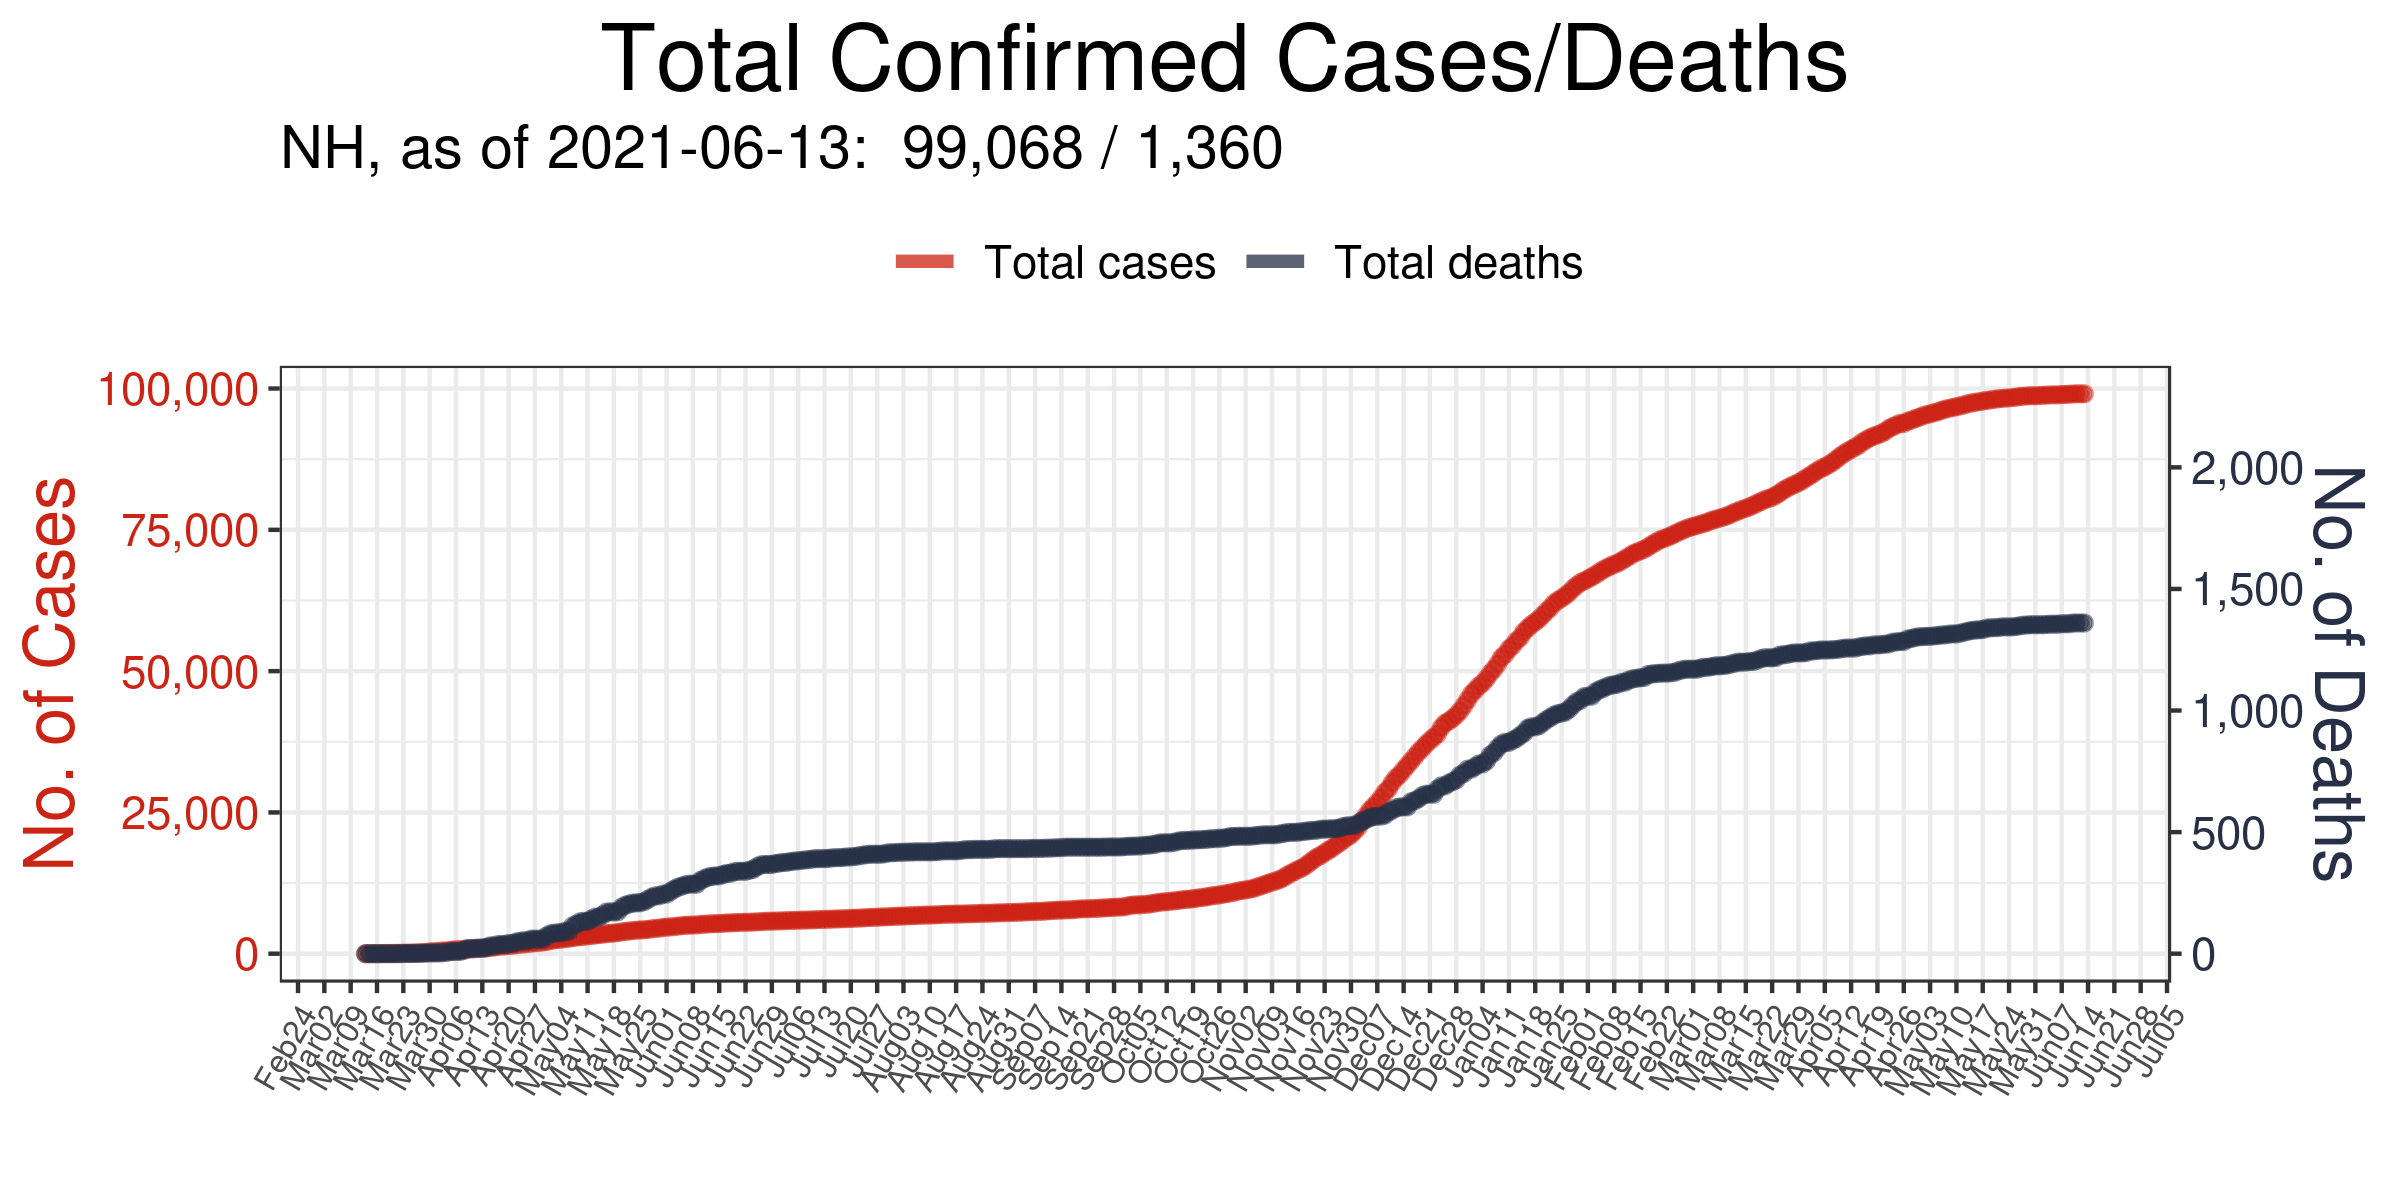 Total Confirmed Cases/Deaths
NH, as of 2021-06-13:  99,068 / 1,360
Total cases
Total deaths
No. of Cases
100,000
75,000
50,000
25,000
0
2,000
1,500
1,000
500
0
No. of Deaths
Feb24
Mar02
Mar09
Mar16
Mar23
Mar30
Apr06
Apr13
Apr20
Apr27
May04
May11
May18
May25
Jun01
Jun08
Jun15
Jun22
Jun29
Jul06
Jul13
Jul20
Jul27
Aug03
Aug10
Aug17
Aug24
Aug31
Sep07
Sep14
Sep21
Sep28
Oct05
Oct12
Oct19
Oct26
Nov02
Nov09
Nov16
Nov23
Nov30
Dec07
Dec14
Dec21
Dec28
Jan04
Jan11
Jan18
Jan25
Feb01
Feb08
Feb15
Feb22
Mar01
Mar08
Mar15
Mar22
Mar29
Apr05
Apr12
Apr19
Apr26
May03
May10
May17
May24
May31
Jun07
Jun14
Jun21
Jun28
Jul05